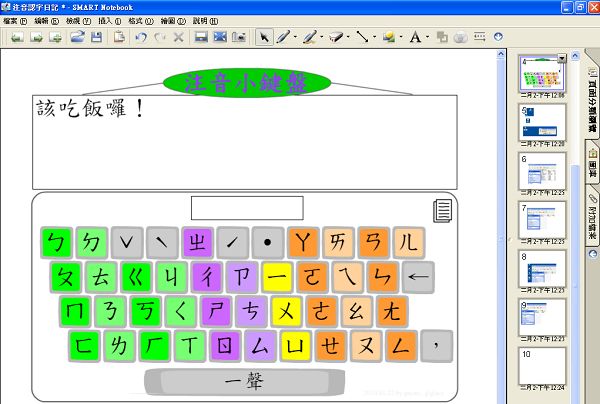 注音認字日記 * - SMART Notebook
檔案(F) 編輯(E) 檢視(V) 插入(I) 格式(O) 繪圖(D) 說明(H)
注音小鍵盤
該吃飯囉！
ㄅ ㄉ ˇ ˋ ㄓ ˊ ˙ ㄚ ㄞ ㄢ ㄦ
ㄆ ㄊ ㄍ ㄐ ㄔ ㄗ ㄧ ㄛ ㄟ ㄣ ←
ㄇ ㄋ ㄎ ㄑ ㄕ ㄘ ㄨ ㄜ ㄠ ㄤ
ㄈ ㄌ ㄏ ㄒ ㄖ ㄙ ㄩ ㄝ ㄡ ㄥ ，
一聲
4
二月 2-下午 12:08
5
二月 2-下午 12:20
6
二月 2-下午 12:23
7
二月 2-下午 12:23
8
二月 2-下午 12:23
9
二月 2-下午 12:23
10
二月 2-下午 12:24
頁面分類瀏覽
圖庫
附加檔案